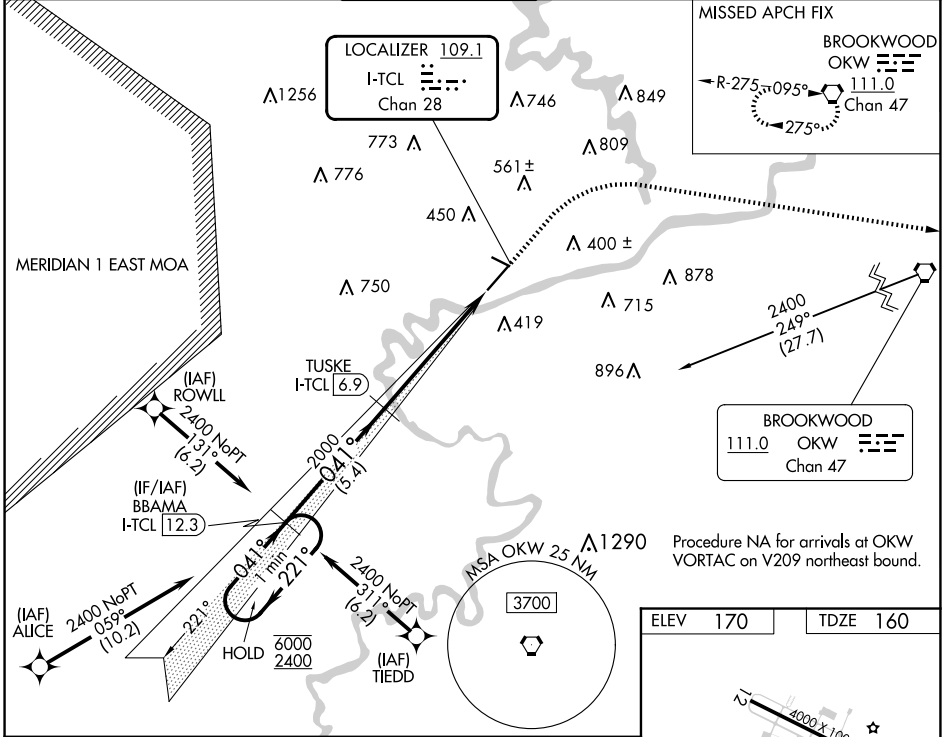 MISSED APCH FIX
BROOKWOOD
OKW
R-275
095°
111.0
Chan 47
275°
LOCALIZER 109.1
I-TCL
Chan 28
1256
746
849
773
809
776
561 ±
450
400 ±
MERIDIAN 1 EAST MOA
750
878
715
419
2400
249°
(27.7)
896
TUSKE
I-TCL 6.9
(IAF)
ROWLL
2400 NoPT
131°
(6.2)
BROOKWOOD
111.0 OKW
Chan 47
2000
041°
(5.4)
(IF/IAF)
BBAMA
I-TCL 12.3
041°
1 min
221°
1290
Procedure NA for arrivals at OKW
VORTAC on V209 northeast bound.
MSA OKW 25 NM
3700
2400 NoPT
311°
(6.2)
(IAF)
ALICE
2400 NoPT
059°
(10.2)
221°
HOLD
6000
2400
(IAF)
TIEDD
ELEV 170
TDZE 160
12
4000 X 100